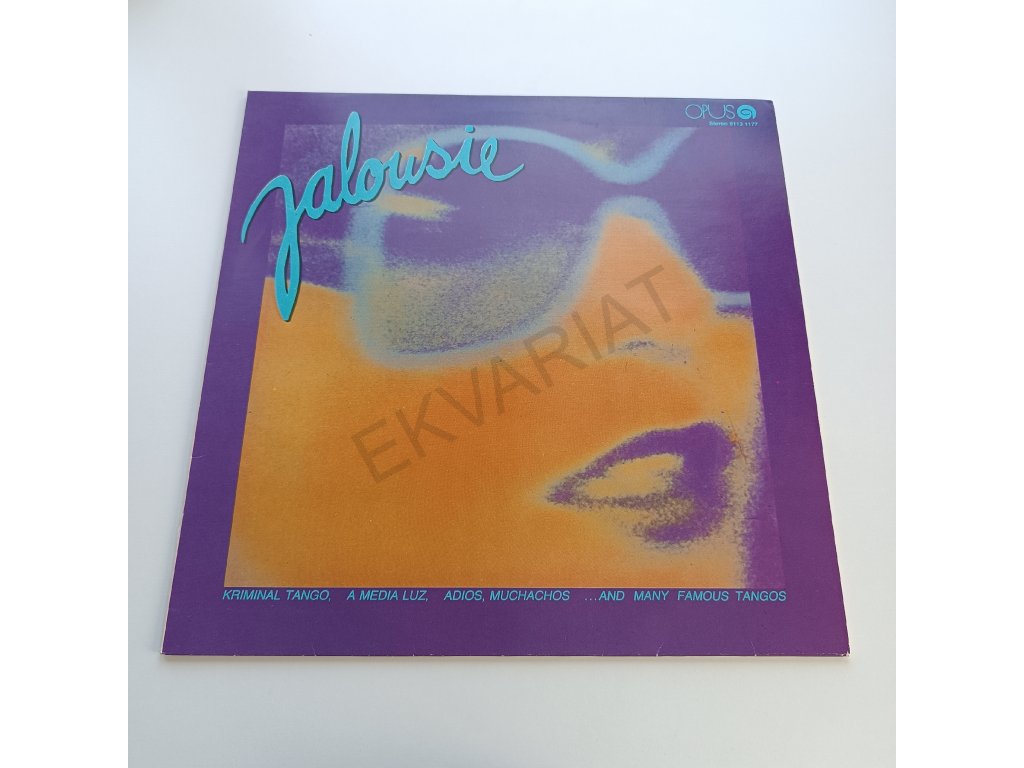 OPUS
Stereo 9113 1177
Jalousie
EKVARIAT
KRIMINAL TANGO, A MEDIA LUZ, ADIOS, MUCHACHOS ...AND MANY FAMOUS TANGOS